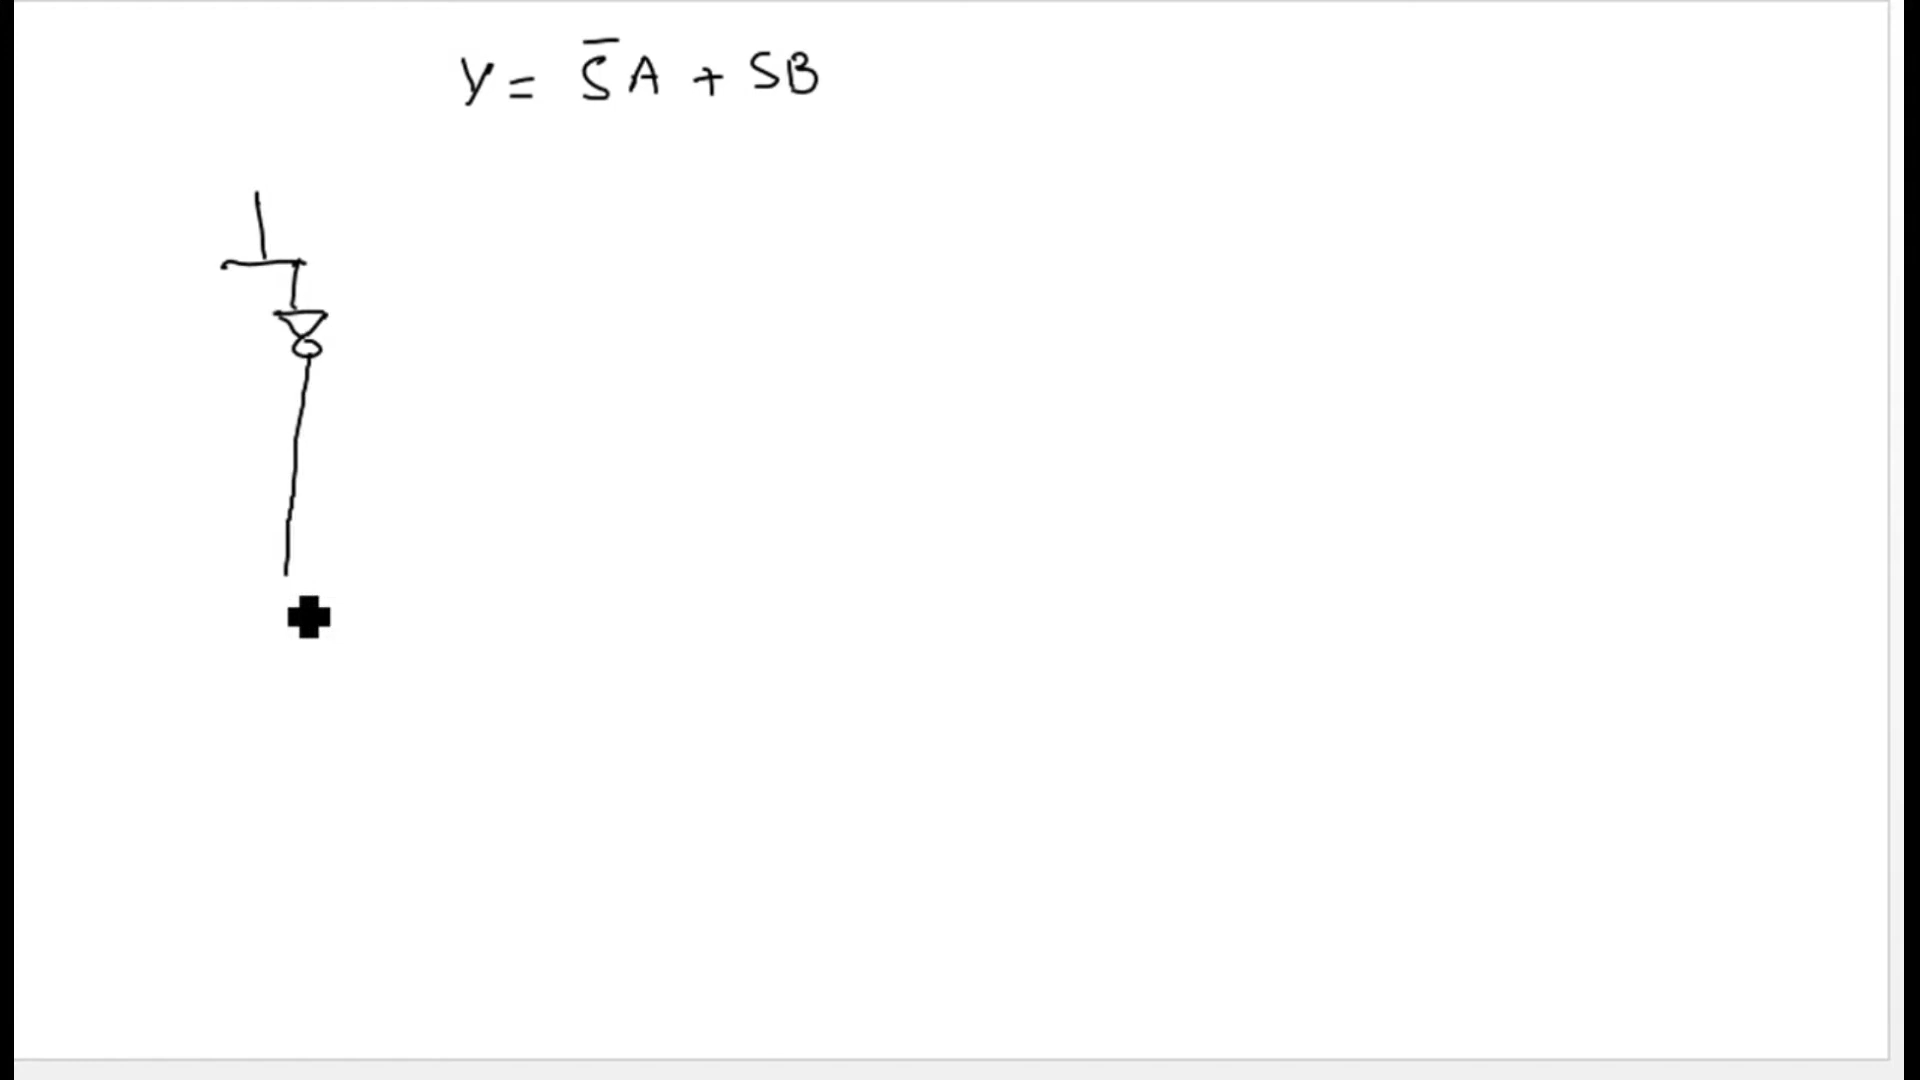 y = S̅A + SB